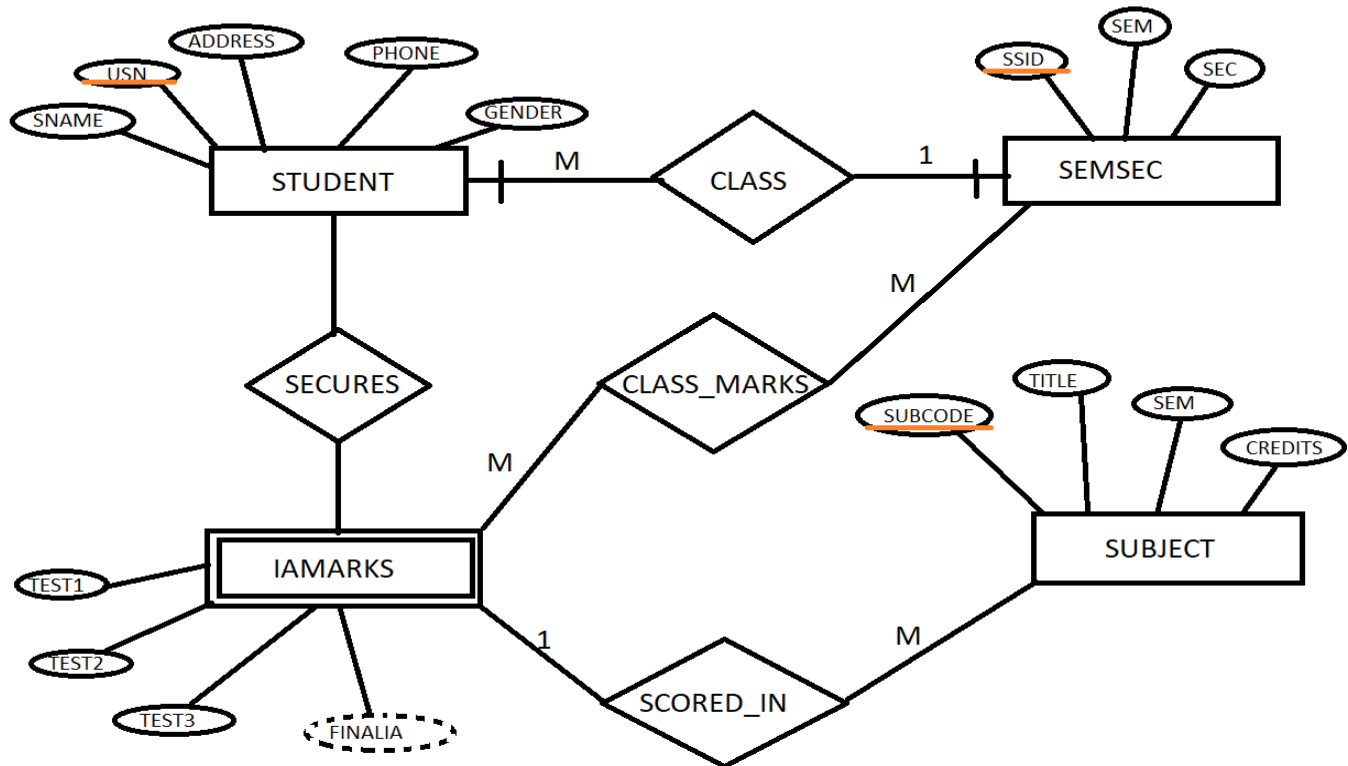 SEM
ADDRESS
PHONE
SSID
SEC
USN
GENDER
SNAME
M
1
STUDENT
CLASS
SEMSEC
M
SECURES
CLASS_MARKS
TITLE
SEM
SUBCODE
CREDITS
M
SUBJECT
IAMARKS
TEST1
1
M
TEST2
SCORED_IN
TEST3
FINALIA